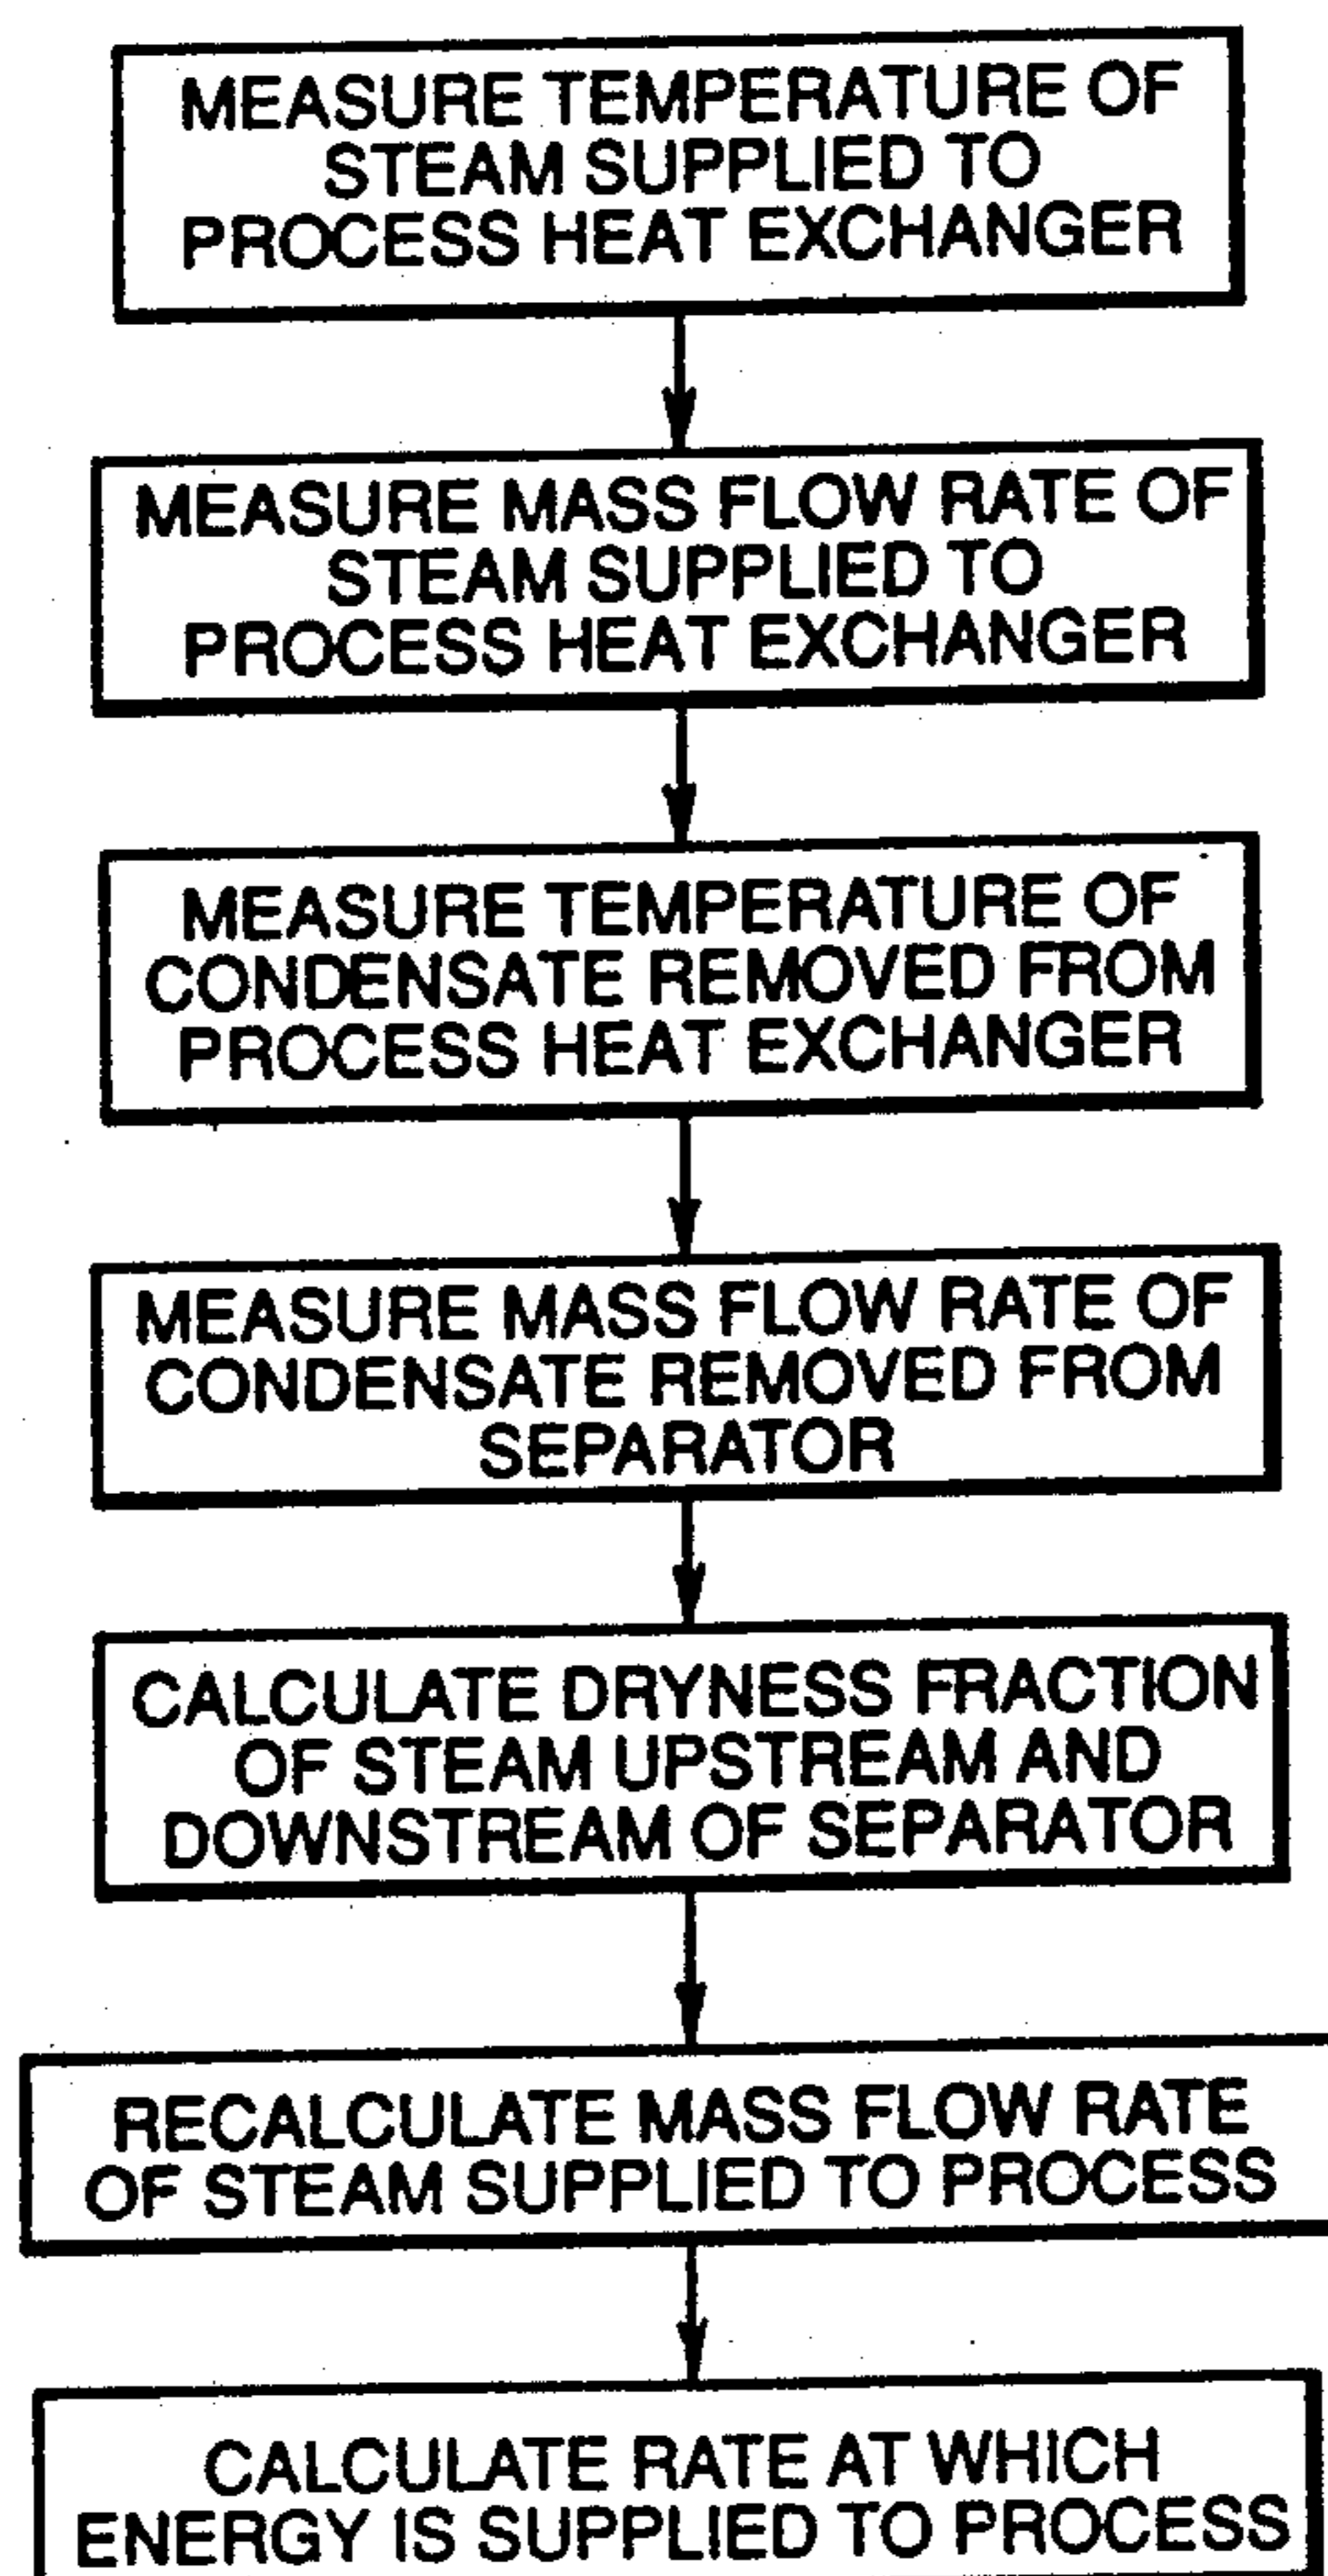 MEASURE TEMPERATURE OF
STEAM SUPPLIED TO
PROCESS HEAT EXCHANGER
MEASURE MASS FLOW RATE OF
STEAM SUPPLIED TO
PROCESS HEAT EXCHANGER
MEASURE TEMPERATURE OF
CONDENSATE REMOVED FROM
PROCESS HEAT EXCHANGER
MEASURE MASS FLOW RATE OF
CONDENSATE REMOVED FROM
SEPARATOR
CALCULATE DRYNESS FRACTION
OF STEAM UPSTREAM AND
DOWNSTREAM OF SEPARATOR
RECALCULATE MASS FLOW RATE
OF STEAM SUPPLIED TO PROCESS
CALCULATE RATE AT WHICH
ENERGY IS SUPPLIED TO PROCESS